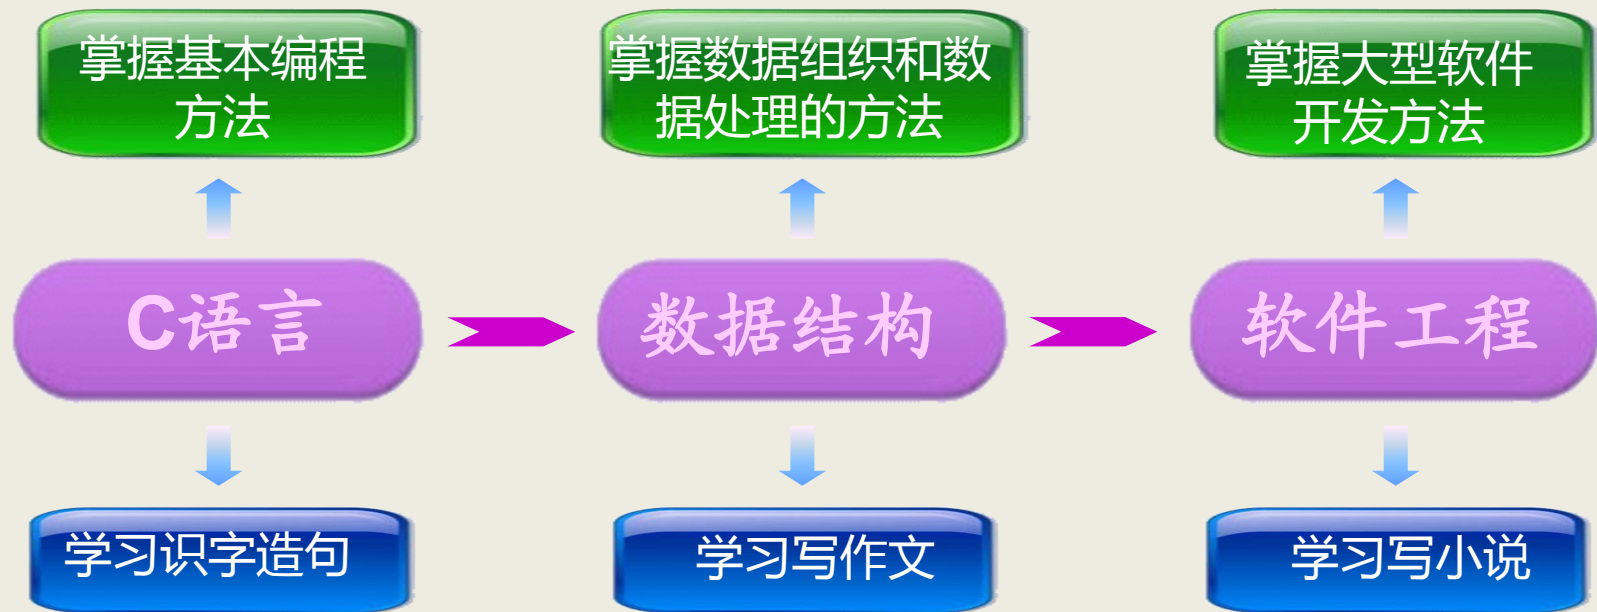 掌握基本编程
方法
掌握数据组织和数
据处理的方法
掌握大型软件
开发方法
C语言
数据结构
软件工程
学习识字造句
学习写作文
学习写小说